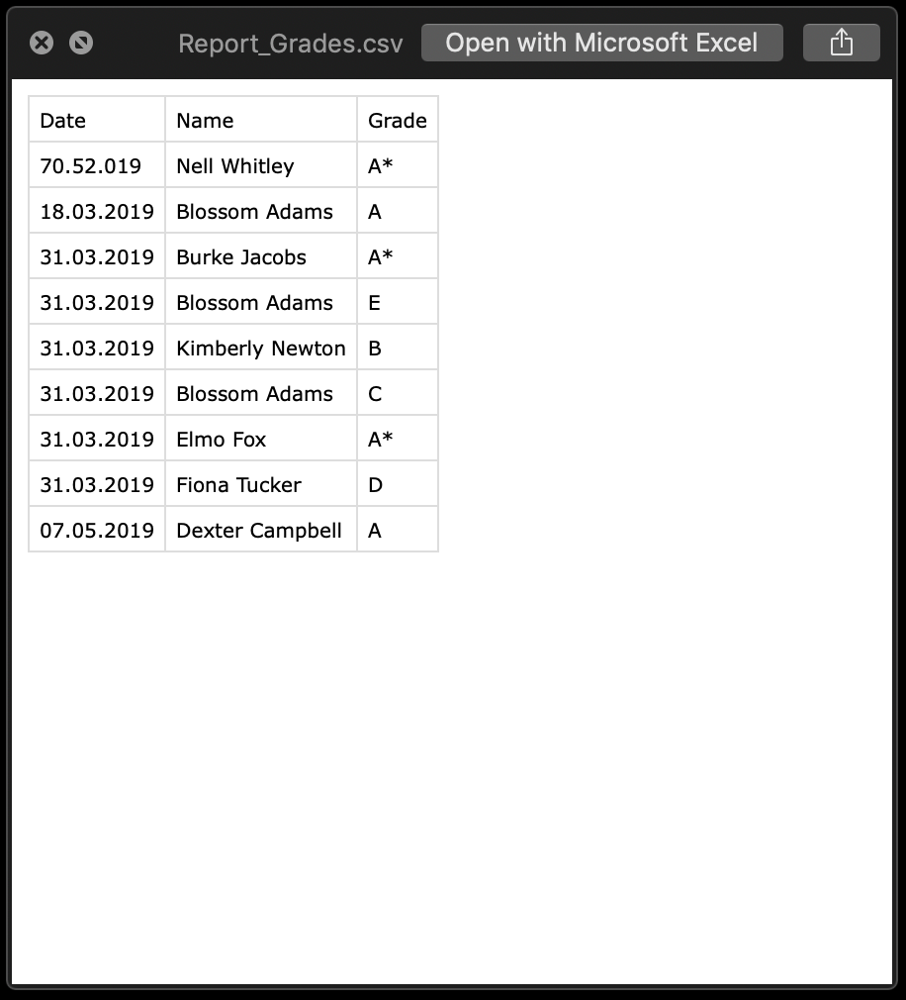 Report_Grades.csv Open with Microsoft Excel
Date Name Grade
70.52.019 Nell Whitley A*
18.03.2019 Blossom Adams A
31.03.2019 Burke Jacobs A*
31.03.2019 Blossom Adams E
31.03.2019 Kimberly Newton B
31.03.2019 Blossom Adams C
31.03.2019 Elmo Fox A*
31.03.2019 Fiona Tucker D
07.05.2019 Dexter Campbell A